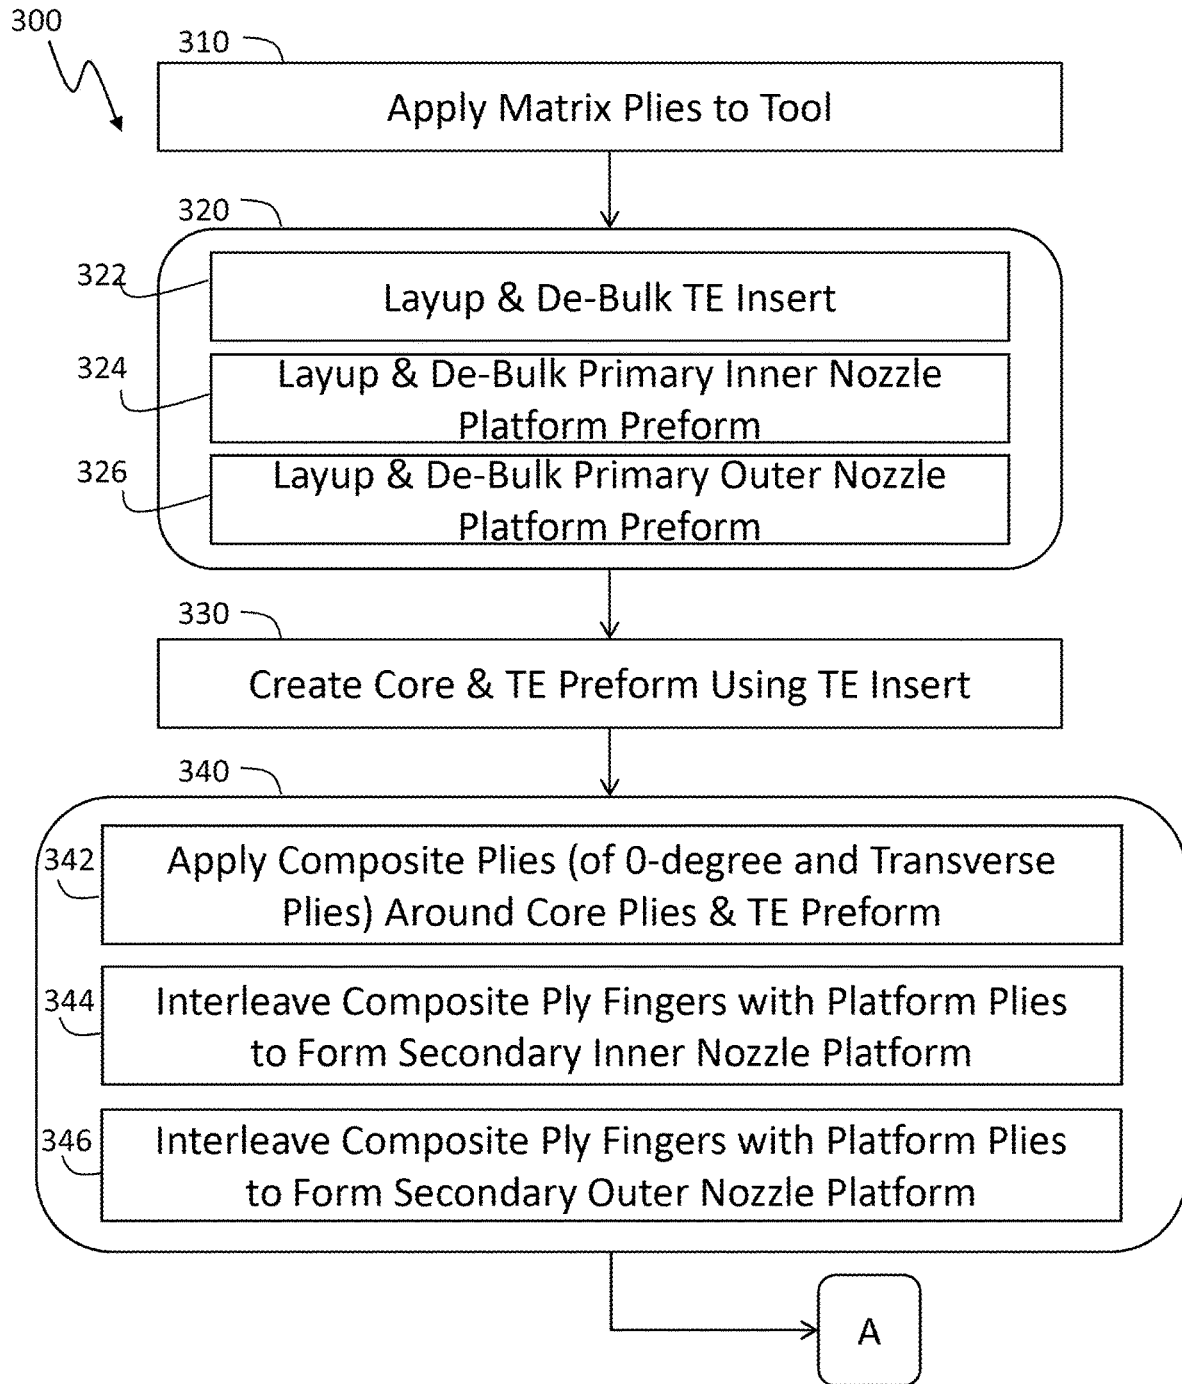 300
310
Apply Matrix Plies to Tool
320
322
Layup & De-Bulk TE Insert
324
Layup & De-Bulk Primary Inner Nozzle
Platform Preform
326
Layup & De-Bulk Primary Outer Nozzle
Platform Preform
330
Create Core & TE Preform Using TE Insert
340
342
Apply Composite Plies (of 0-degree and Transverse
Plies) Around Core Plies & TE Preform
344
Interleave Composite Ply Fingers with Platform Plies
to Form Secondary Inner Nozzle Platform
346
Interleave Composite Ply Fingers with Platform Plies
to Form Secondary Outer Nozzle Platform
A